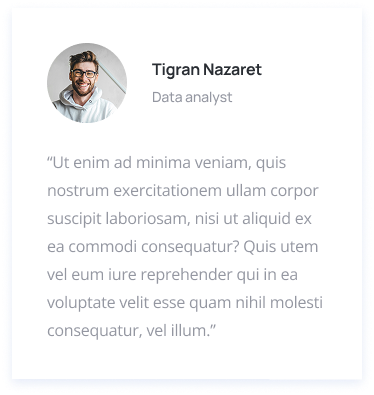 Tigran Nazaret
Data analyst
“Ut enim ad minima veniam, quis
nostrum exercitationem ullam corpor
suscipit laboriosam, nisi ut aliquid ex
ea commodi consequatur? Quis utem
vel eum iure reprehender qui in ea
voluptate velit esse quam nihil molesti
consequatur, vel illum.”